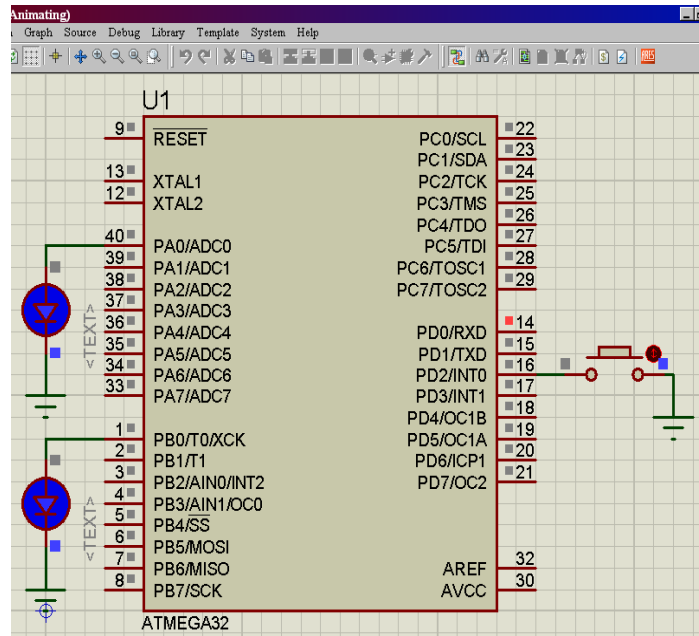 Animating)
Graph Source Debug Library Template System Help
ARES
U1
9 RESET
13 XTAL1
12 XTAL2
40 PA0/ADC0
39 PA1/ADC1
38 PA2/ADC2
37 PA3/ADC3
36 PA4/ADC4
35 PA5/ADC5
34 PA6/ADC6
33 PA7/ADC7
1 PB0/T0/XCK
2 PB1/T1
3 PB2/AIN0/INT2
4 PB3/AIN1/OC0
5 PB4/SS
6 PB5/MOSI
7 PB6/MISO
8 PB7/SCK
PC0/SCL 22
PC1/SDA 23
PC2/TCK 24
PC3/TMS 25
PC4/TDO 26
PC5/TDI 27
PC6/TOSC1 28
PC7/TOSC2 29
PD0/RXD 14
PD1/TXD 15
PD2/INT0 16
PD3/INT1 17
PD4/OC1B 18
PD5/OC1A 19
PD6/ICP1 20
PD7/OC2 21
AREF 32
AVCC 30
<TEXT>
<TEXT>
ATMEGA32